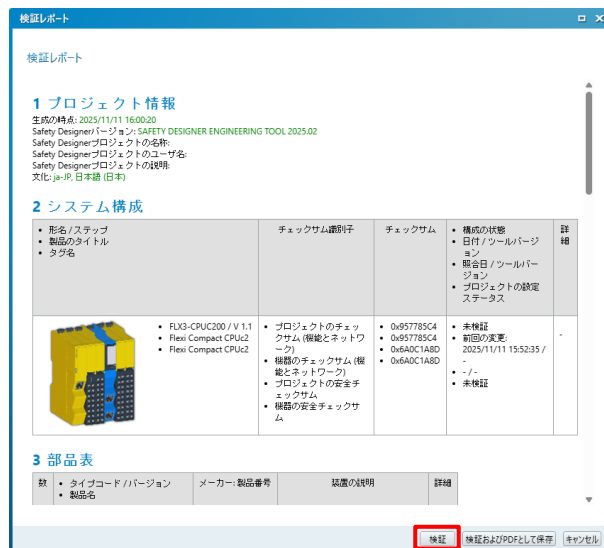 検証レポート
検証レポート
1 プロジェクト情報
生成の時点: 2025/11/11 16:00:20
Safety Designerバージョン: SAFETY DESIGNER ENGINEERING TOOL 2025.02
Safety Designerプロジェクトの名称:
Safety Designerプロジェクトのユーザ名:
Safety Designerプロジェクトの説明:
文化: ja-JP, 日本語 (日本)
2 システム構成
• 形名 / ステップ
• 製品のタイトル
• タグ名
チェックサム識別子
チェックサム
• 構成の状態
• 日付 / ツールバージ
ョン
• 照合日 / ツールバー
ジョン
• プロジェクトの設定
ステータス
詳
細
• FLX3-CPUC200 / V 1.1
• Flexi Compact CPUc2
• Flexi Compact CPUc2
• プロジェクトのチェッ
クサム (機能とネットワ
ーク)
• 機器のチェックサム (機
能とネットワーク)
• プロジェクトの安全チ
ェックサム
• 機器の安全チェックサ
ム
• 0x957785C4
• 0x957785C4
• 0x6A0C1A8D
• 0x6A0C1A8D
• 未検証
• 前回の変更:
2025/11/11 15:52:35 /
-
• - / -
• 未検証
-
3 部品表
数
• タイプコード / バージョン
• 製品名
メーカー: 製品番号
装置の説明
詳細
検証
検証およびPDFとして保存
キャンセル